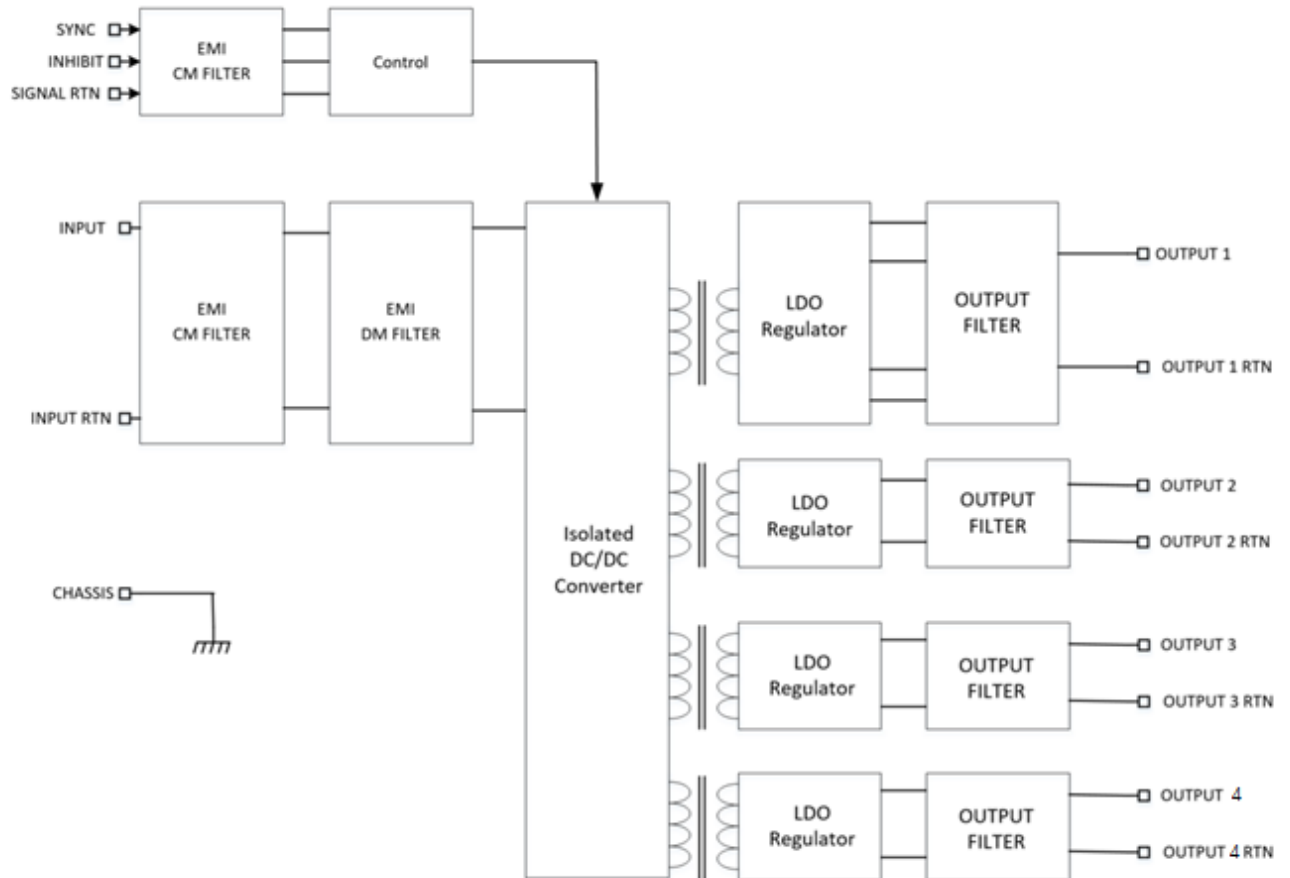 SYNC
INHIBIT
SIGNAL RTN
EMI
CM FILTER
Control
INPUT
INPUT RTN
EMI
CM FILTER
EMI
DM FILTER
CHASSIS
Isolated
DC/DC
Converter
LDO
Regulator
OUTPUT
FILTER
OUTPUT 1
OUTPUT 1 RTN
LDO
Regulator
OUTPUT
FILTER
OUTPUT 2
OUTPUT 2 RTN
LDO
Regulator
OUTPUT
FILTER
OUTPUT 3
OUTPUT 3 RTN
LDO
Regulator
OUTPUT
FILTER
OUTPUT 4
OUTPUT 4 RTN